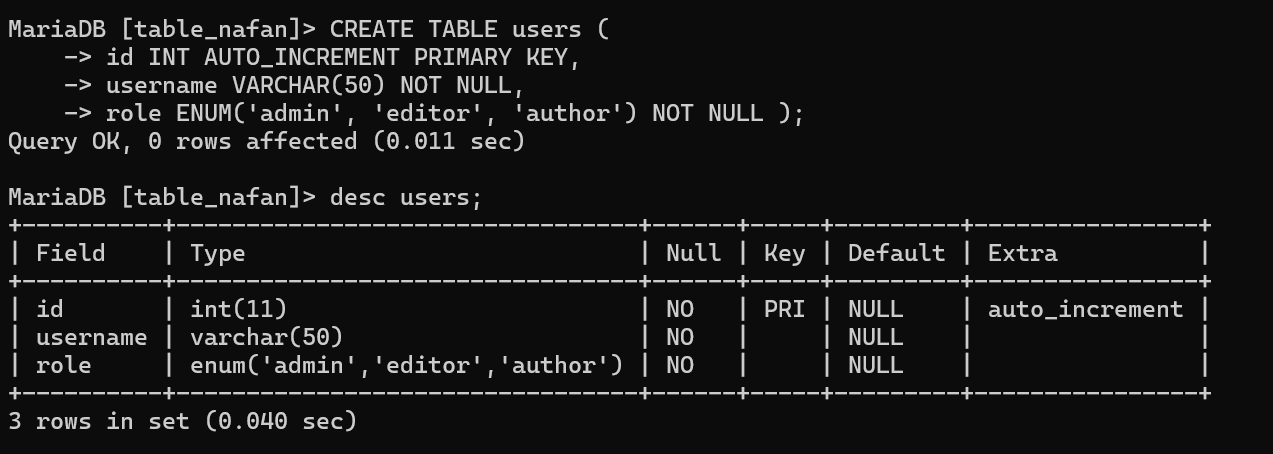 MariaDB [table_nafan]> CREATE TABLE users (
    -> id INT AUTO_INCREMENT PRIMARY KEY,
    -> username VARCHAR(50) NOT NULL,
    -> role ENUM('admin', 'editor', 'author') NOT NULL );
Query OK, 0 rows affected (0.011 sec)

MariaDB [table_nafan]> desc users;
+----------+---------------------------------+------+-----+---------+----------------+
| Field    | Type                            | Null | Key | Default | Extra          |
+----------+---------------------------------+------+-----+---------+----------------+
| id       | int(11)                         | NO   | PRI | NULL    | auto_increment |
| username | varchar(50)                     | NO   |     | NULL    |                |
| role     | enum('admin','editor','author') | NO   |     | NULL    |                |
+----------+---------------------------------+------+-----+---------+----------------+
3 rows in set (0.040 sec)